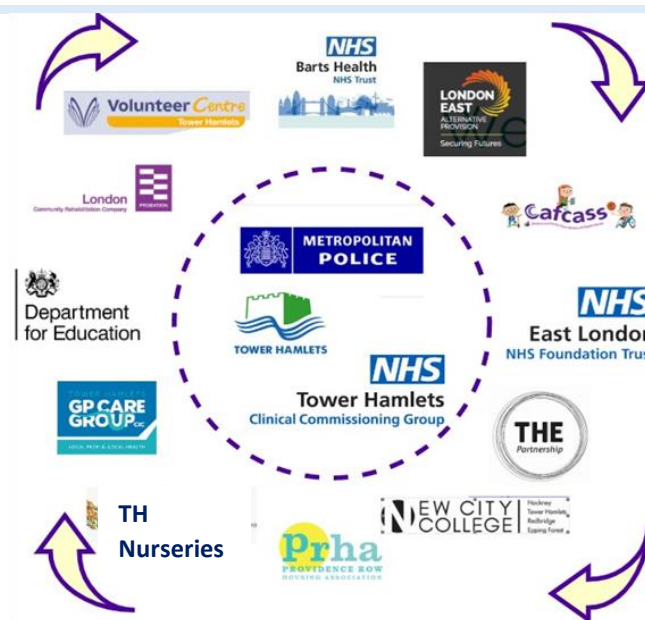 NHS
Barts Health
NHS Trust
Volunteer Centre
Tower Hamlets
LONDON
EAST
ALTERNATIVE
PROVISION
Securing Futures
London
Community Rehabilitation Company
PROBATION
Cafcass
METROPOLITAN
POLICE
Department
for Education
TOWER HAMLETS
NHS
East London
NHS Foundation Trust
NHS
Tower Hamlets
Clinical Commissioning Group
TOWER HAMLETS
GP CARE
GROUP CIC
THE
Partnership
NEW CITY
COLLEGE
Hackney
Tower Hamlets
Redbridge
Epping Forest
TH
Nurseries
Prha
PROVIDENCE ROW
HOUSING ASSOCIATION